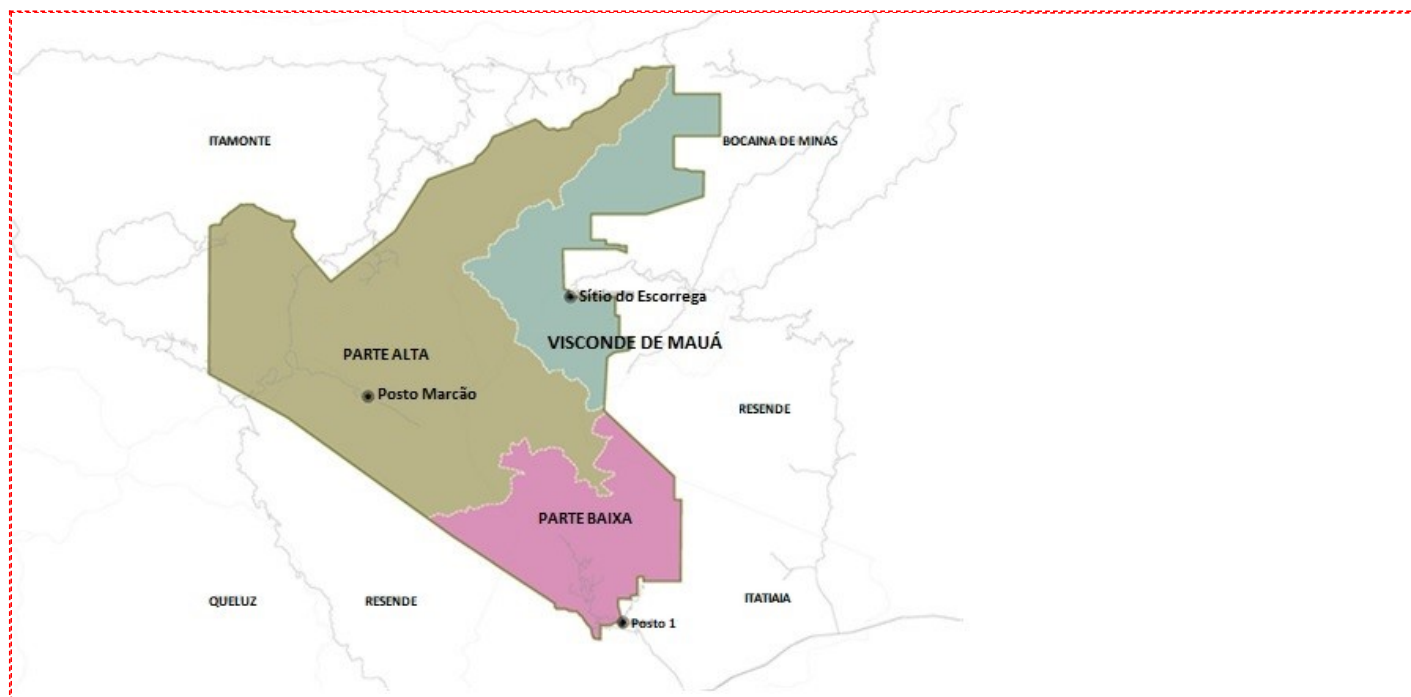 ITAMONTE
BOCAINA DE MINAS
Sítio do Escorrega
VISCONDE DE MAUÁ
PARTE ALTA
Posto Marcão
RESENDE
PARTE BAIXA
QUELUZ
RESENDE
ITATIAIA
Posto 1